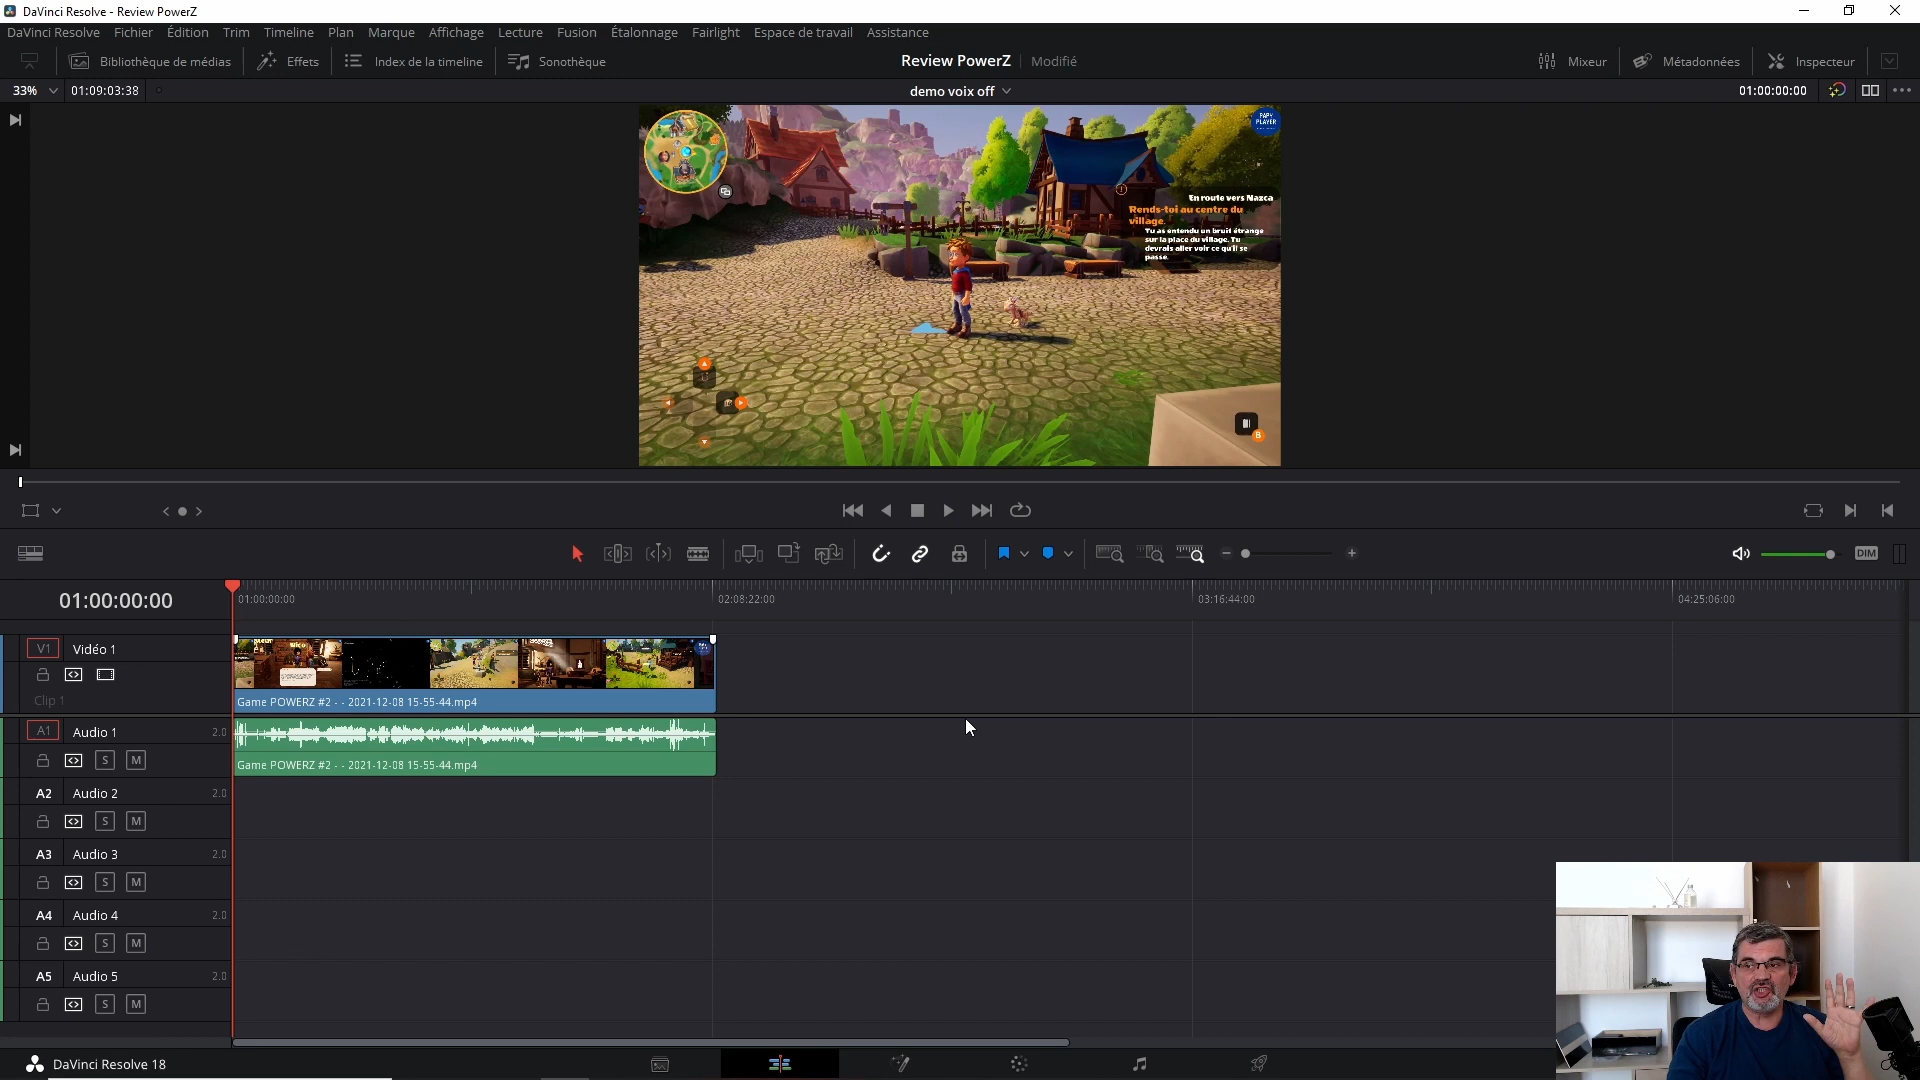 DaVinci Resolve - Review PowerZ
DaVinci Resolve Fichier Édition Trim Timeline Plan Marque Affichage Lecture Fusion Étalonnage Fairlight Espace de travail Assistance
Bibliothèque de médias Effets Index de la timeline Sonothèque Review PowerZ Modifié Mixeur Métadonnées Inspecteur
33% 01:09:03:38 demo voix off 01:00:00:00
PAPY
PLAYER
En route vers Nazca
Rends-toi au centre du
village.
Tu as entendu un bruit étrange
sur la place du village. Tu
devrais aller voir ce qu'il se
passe.
B
DIM
01:00:00:00
01:00:00:00 02:08:22:00 03:16:44:00 04:25:06:00
V1 Vidéo 1
Clip 1
Game POWERZ #2 - - 2021-12-08 15-55-44.mp4
A1 Audio 1 2.0
S M
Game POWERZ #2 - - 2021-12-08 15-55-44.mp4
A2 Audio 2 2.0
S M
A3 Audio 3 2.0
S M
A4 Audio 4 2.0
S M
A5 Audio 5 2.0
S M
DaVinci Resolve 18